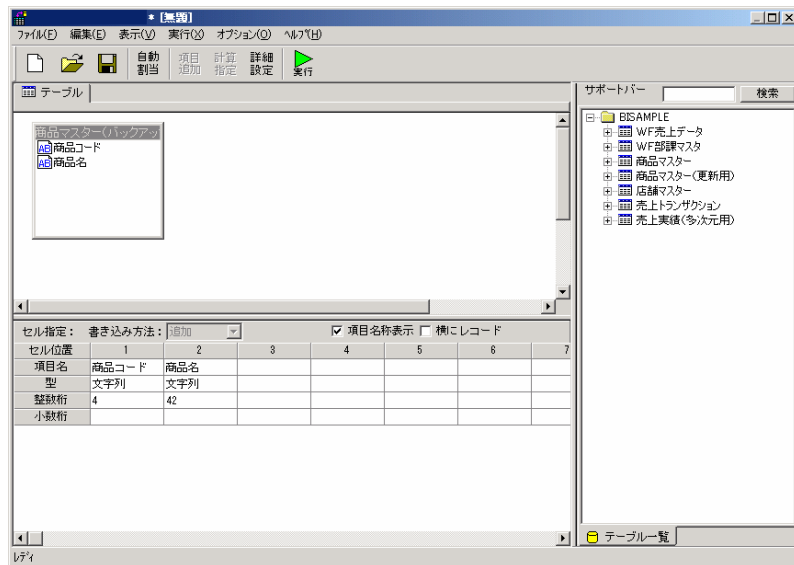 * [無題]
ﾌｧｲﾙ(F) 編集(E) 表示(V) 実行(X) ｵﾌﾟｼｮﾝ(O) ﾍﾙﾌﾟ(H)
自動割当 項目追加 計算指定 詳細設定 実行
テーブル
サポートバー 検索
商品マスター(バックアッ
AB 商品コード
AB 商品名
BISAMPLE
WF売上データ
WF部課マスタ
商品マスター
商品マスター(更新用)
店舗マスター
売上トランザクション
売上実績(多次元用)
セル指定： 書き込み方法： 追加 項目名称表示 横にレコード
セル位置 1 2 3 4 5 6 7
項目名 商品コード 商品名
型 文字列 文字列
整数桁 4 42
小数桁
テーブル一覧
ﾚﾃﾞｨ